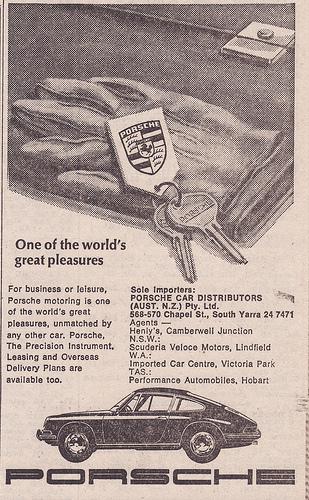 PORSCHE
PORSCHE
One of the world's
great pleasures
For business or leisure,
Porsche motoring is one
of the world's great
pleasures, unmatched by
any other car. Porsche,
The Precision Instrument.
Leasing and Overseas
Delivery Plans are
available too.
Sole Importers:
PORSCHE CAR DISTRIBUTORS
(AUST. N.Z.) Pty. Ltd.
568-570 Chapel St., South Yarra 24 7471
Agents —
Henly's, Camberwell Junction
N.S.W.:
Scuderia Veloce Motors, Lindfield
W.A.:
Imported Car Centre, Victoria Park
TAS.:
Performance Automobiles, Hobart
PORSCHE